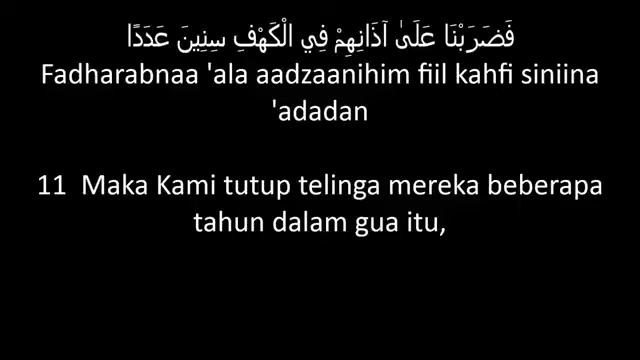 فَضَرَبْنَا عَلَىٰ آذَانِهِمْ فِي الْكَهْفِ سِنِينَ عَدَدًا
Fadharabnaa 'ala aadzaanihim fiil kahfi siniina
'adadan
11 Maka Kami tutup telinga mereka beberapa
tahun dalam gua itu,